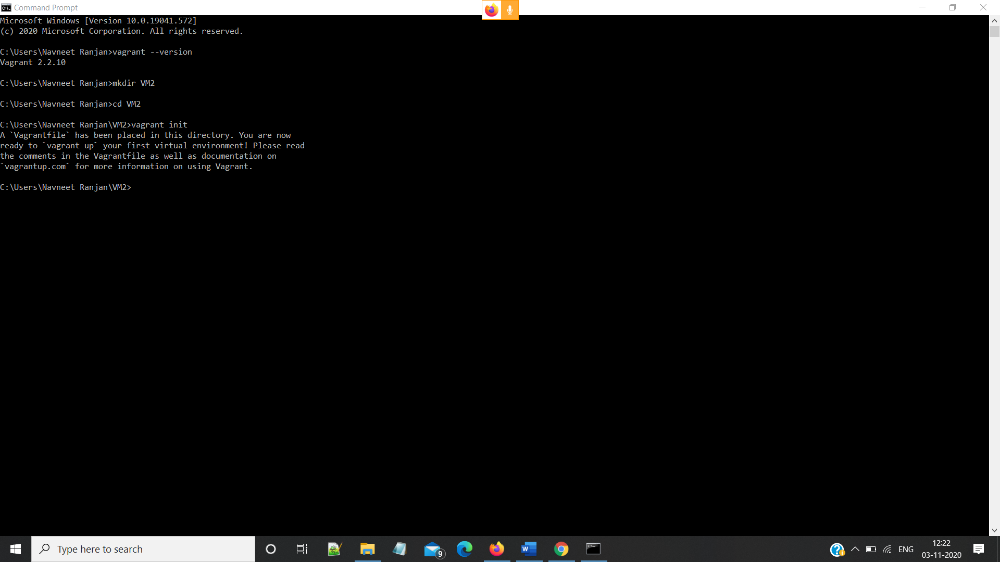 Command Prompt
Microsoft Windows [Version 10.0.19041.572]
(c) 2020 Microsoft Corporation. All rights reserved.
C:\Users\Navneet Ranjan>vagrant --version
Vagrant 2.2.10
C:\Users\Navneet Ranjan>mkdir VM2
C:\Users\Navneet Ranjan>cd VM2
C:\Users\Navneet Ranjan\VM2>vagrant init
A `Vagrantfile` has been placed in this directory. You are now
ready to `vagrant up` your first virtual environment! Please read
the comments in the Vagrantfile as well as documentation on
`vagrantup.com` for more information on using Vagrant.
C:\Users\Navneet Ranjan\VM2>
Type here to search
9
ENG
12:22
03-11-2020